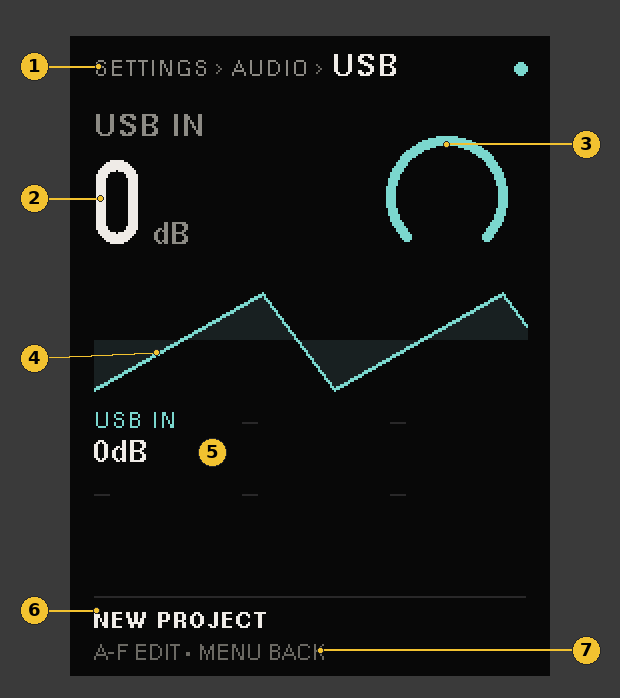 1 SETTINGS › AUDIO › USB
USB IN
3
2 0 dB
4
USB IN — —
0dB 5
— — —
6 NEW PROJECT
A-F EDIT · MENU BACK 7